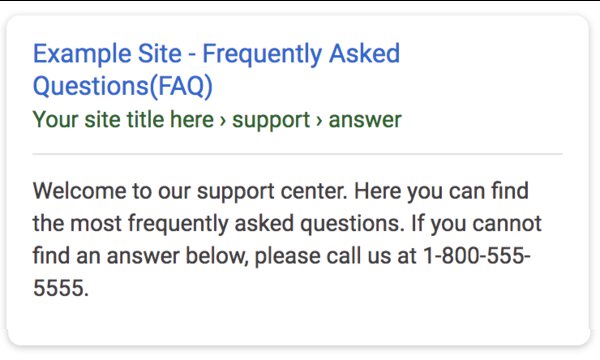 Example Site - Frequently Asked
Questions(FAQ)
Your site title here › support › answer
Welcome to our support center. Here you can find
the most frequently asked questions. If you cannot
find an answer below, please call us at 1-800-555-
5555.